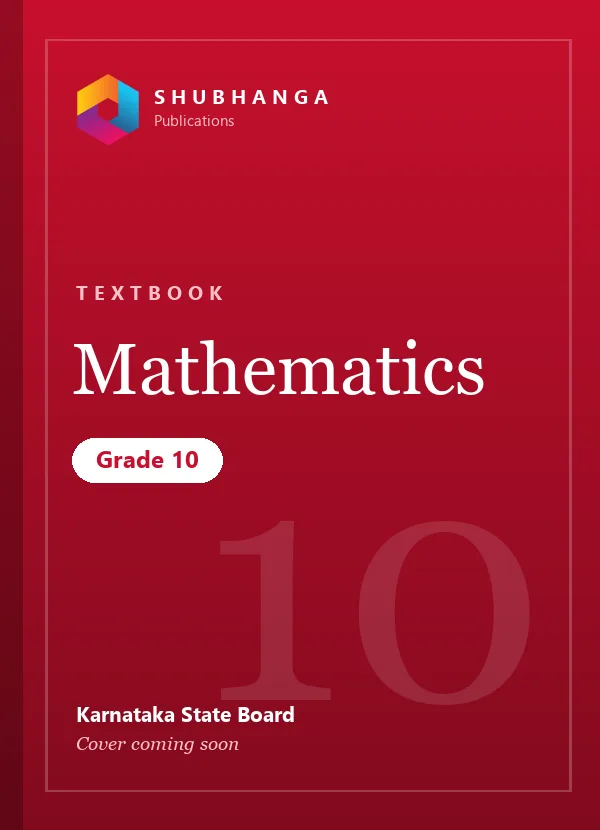 SHUBHANGA
Publications
TEXTBOOK
Mathematics
Grade 10
10
Karnataka State Board
Cover coming soon